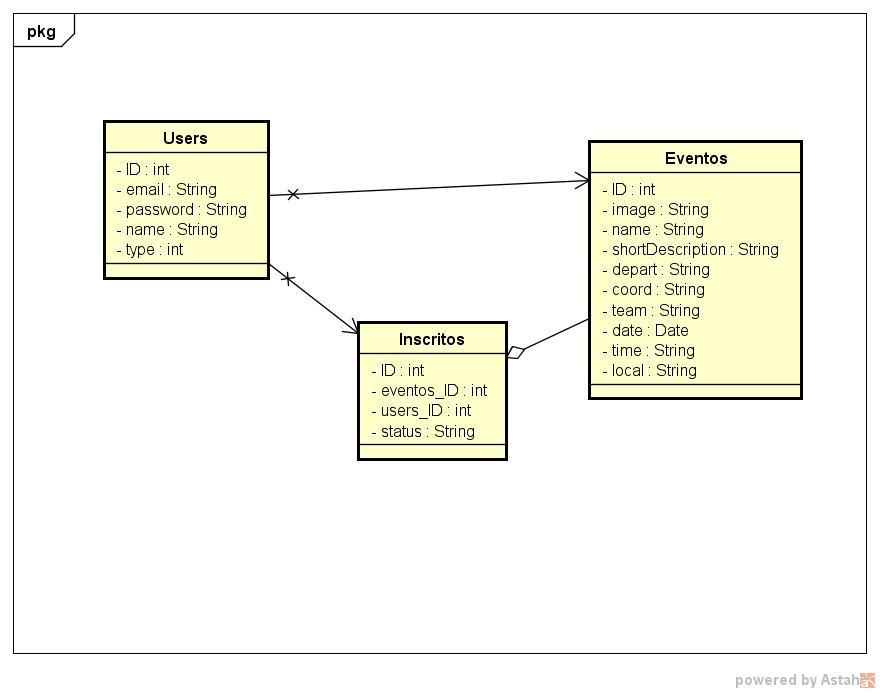 pkg
Users
- ID : int
- email : String
- password : String
- name : String
- type : int
Eventos
- ID : int
- image : String
- name : String
- shortDescription : String
- depart : String
- coord : String
- team : String
- date : Date
- time : String
- local : String
Inscritos
- ID : int
- eventos_ID : int
- users_ID : int
- status : String
powered by Astah